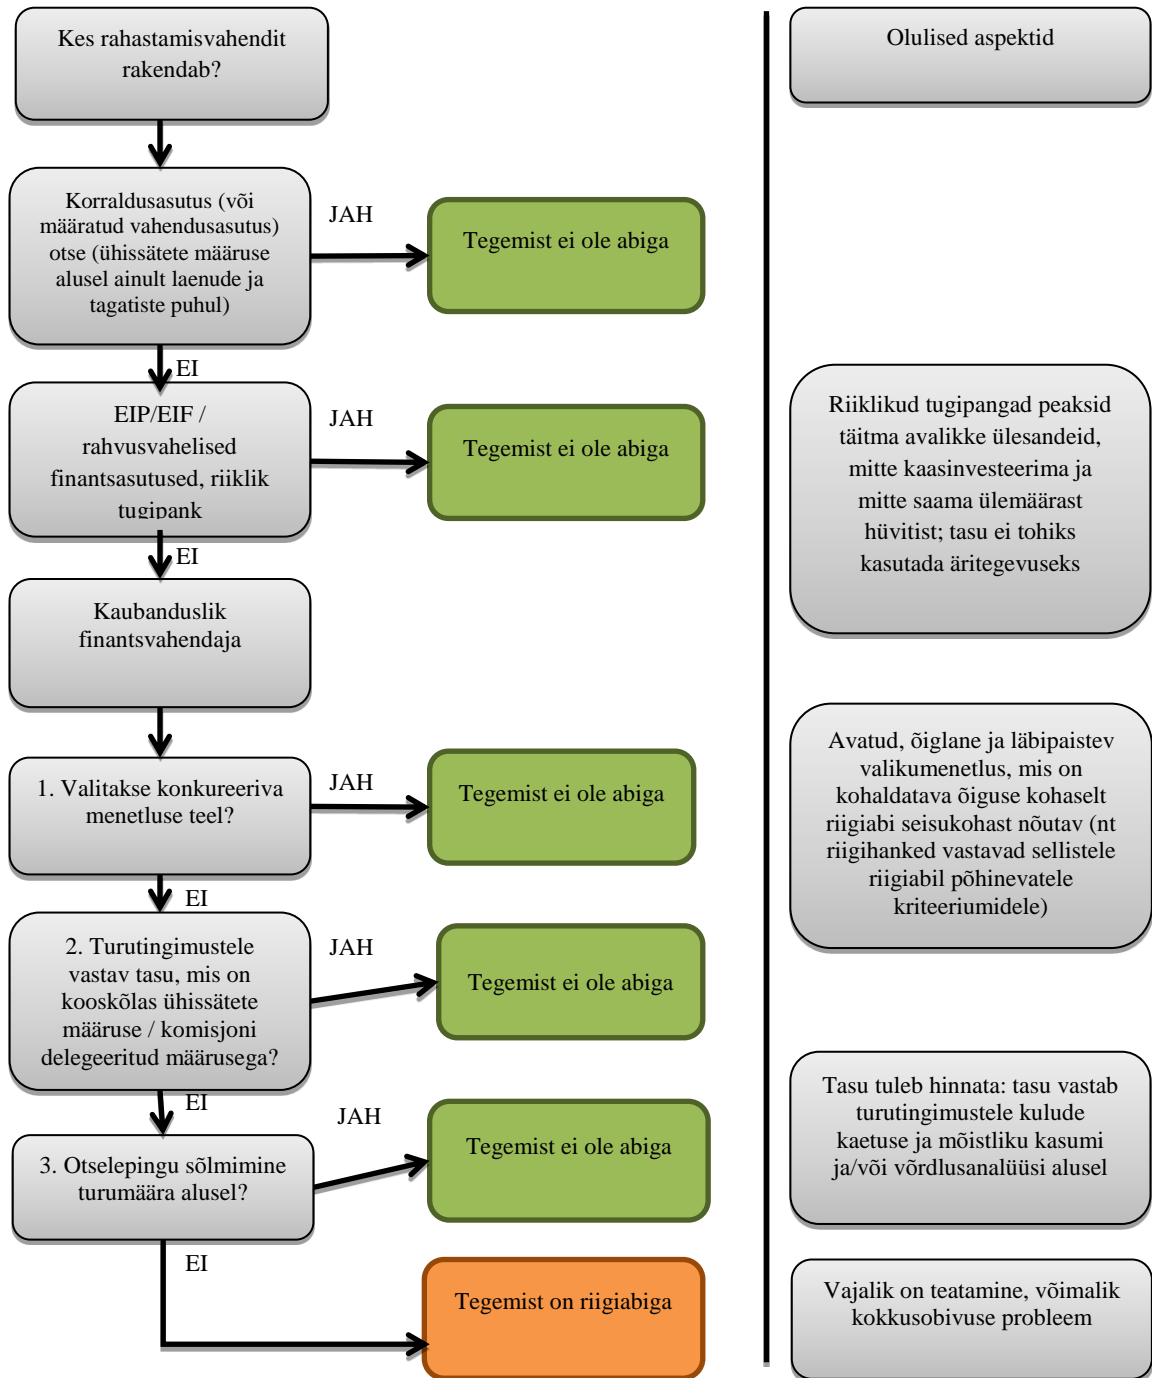 Kes rahastamisvahendit
rakendab?
Olulised aspektid
Korraldusasutus (või
määratud vahendusasutus)
otse (ühissätete määruse
alusel ainult laenude ja
tagatiste puhul)
JAH
Tegemist ei ole abiga
EI
EIP/EIF /
rahvusvahelised
finantsasutused, riiklik
tugipank
JAH
Tegemist ei ole abiga
Riiklikud tugipangad peaksid
täitma avalikke ülesandeid,
mitte kaasinvesteerima ja
mitte saama ülemäärast
hüvitist; tasu ei tohiks
kasutada äritegevuseks
EI
Kaubanduslik
finantsvahendaja
1. Valitakse konkureeriva
menetluse teel?
JAH
Tegemist ei ole abiga
Avatud, õiglane ja läbipaistev
valikumenetlus, mis on
kohaldatava õiguse kohaselt
riigiabi seisukohast nõutav (nt
riigihanked vastavad sellistele
riigiabil põhinevatele
kriteeriumidele)
EI
2. Turutingimustele
vastav tasu, mis on
kooskõlas ühissätete
määruse / komisjoni
delegeeritud määrusega?
JAH
Tegemist ei ole abiga
EI
3. Otselepingu sõlmimine
turumäära alusel?
JAH
Tegemist ei ole abiga
Tasu tuleb hinnata: tasu vastab
turutingimustele kulude
kaetuse ja mõistliku kasumi
ja/või võrdlusanalüüsi alusel
EI
Tegemist on riigiabiga
Vajalik on teatamine, võimalik
kokkusobivuse probleem